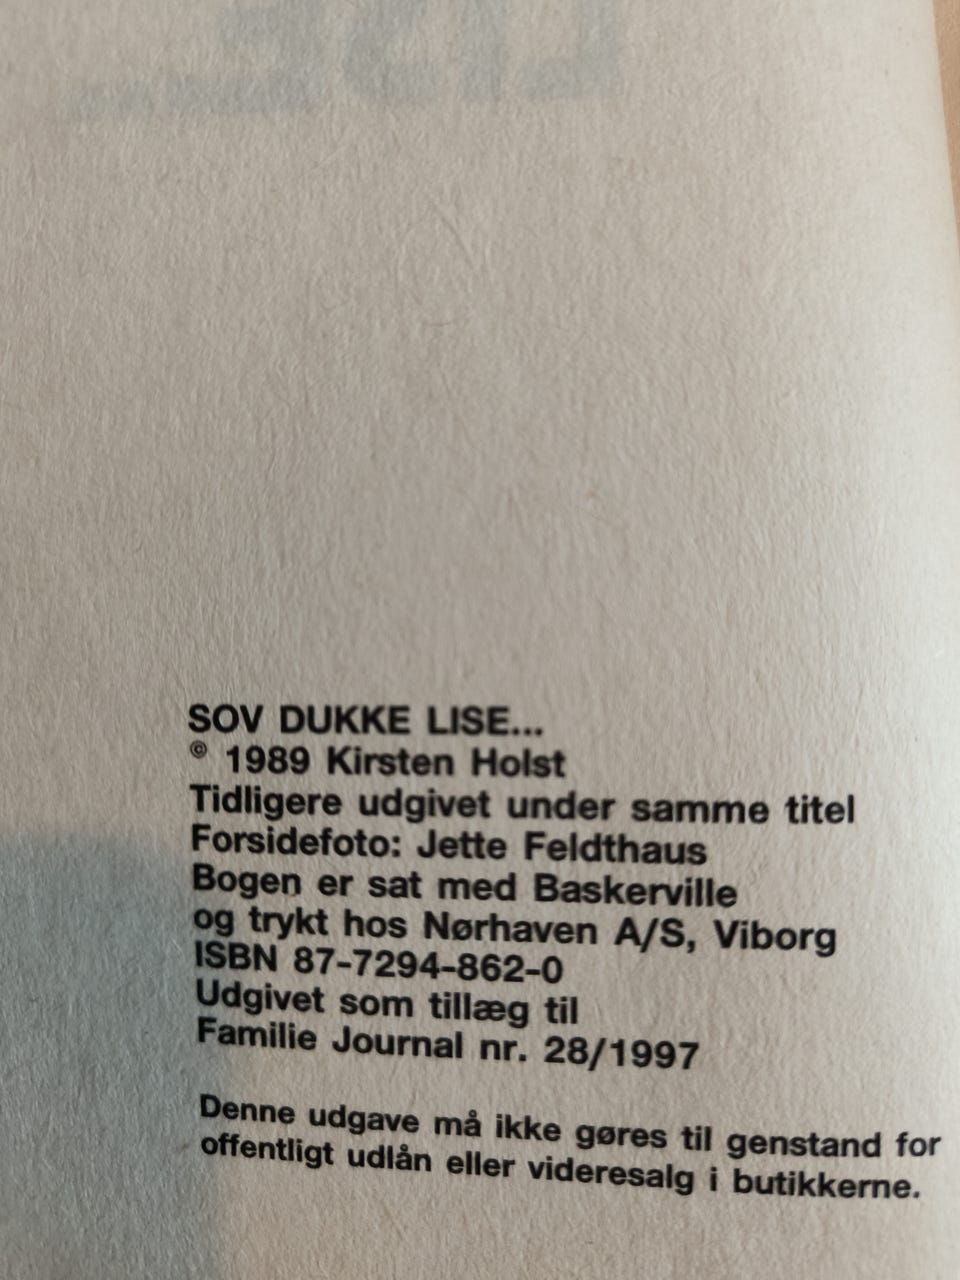 LISE...
SOV DUKKE LISE...
© 1989 Kirsten Holst
Tidligere udgivet under samme titel
Forsidefoto: Jette Feldthaus
Bogen er sat med Baskerville
og trykt hos Nørhaven A/S, Viborg
ISBN 87-7294-862-0
Udgivet som tillæg til
Familie Journal nr. 28/1997
Denne udgave må ikke gøres til genstand for
offentligt udlån eller videresalg i butikkerne.